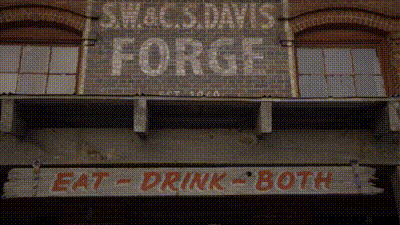 S.W. & C.S. DAVIS
FORGE
EAT - DRINK - BOTH